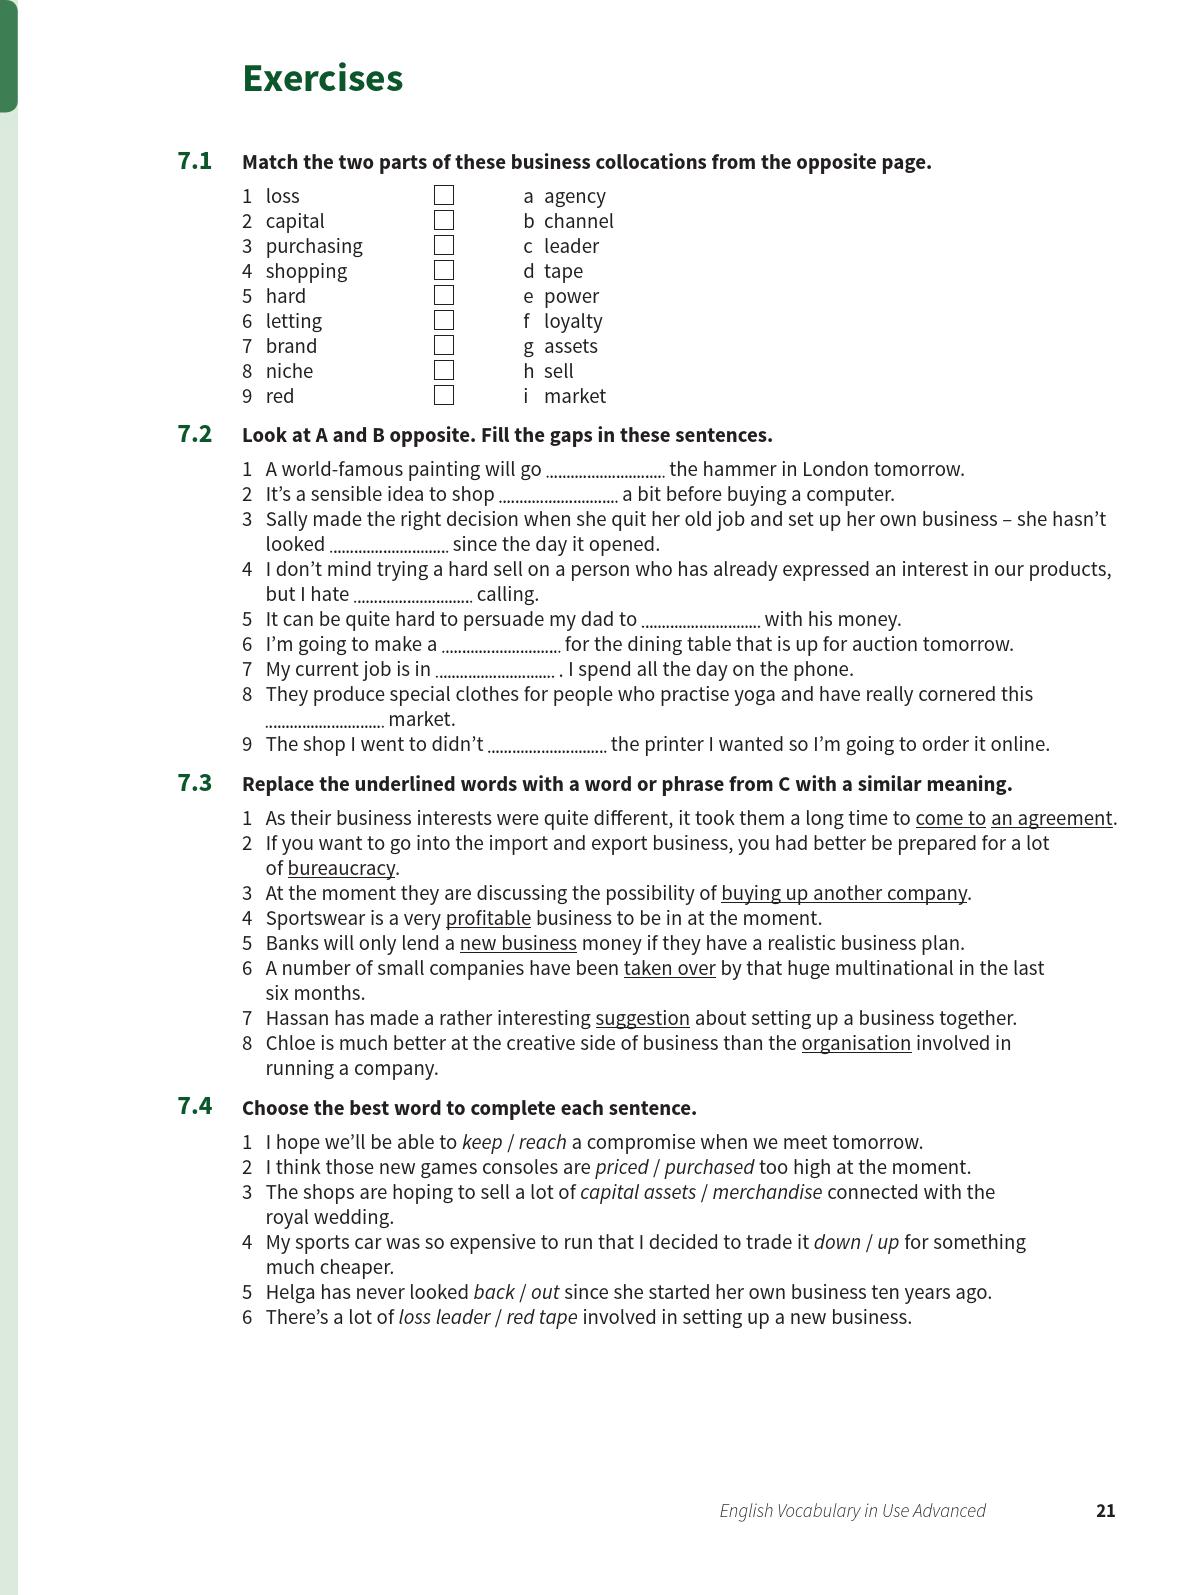 Exercises
7.1 Match the two parts of these business collocations from the opposite page.
1 loss a agency
2 capital b channel
3 purchasing c leader
4 shopping d tape
5 hard e power
6 letting f loyalty
7 brand g assets
8 niche h sell
9 red i market
7.2 Look at A and B opposite. Fill the gaps in these sentences.
1 A world-famous painting will go ............................ the hammer in London tomorrow.
2 It’s a sensible idea to shop ............................ a bit before buying a computer.
3 Sally made the right decision when she quit her old job and set up her own business – she hasn’t
looked ............................ since the day it opened.
4 I don’t mind trying a hard sell on a person who has already expressed an interest in our products,
but I hate ............................ calling.
5 It can be quite hard to persuade my dad to ............................ with his money.
6 I’m going to make a ............................ for the dining table that is up for auction tomorrow.
7 My current job is in ............................ . I spend all the day on the phone.
8 They produce special clothes for people who practise yoga and have really cornered this
............................ market.
9 The shop I went to didn’t ............................ the printer I wanted so I’m going to order it online.
7.3 Replace the underlined words with a word or phrase from C with a similar meaning.
1 As their business interests were quite different, it took them a long time to come to an agreement.
2 If you want to go into the import and export business, you had better be prepared for a lot
of bureaucracy.
3 At the moment they are discussing the possibility of buying up another company.
4 Sportswear is a very profitable business to be in at the moment.
5 Banks will only lend a new business money if they have a realistic business plan.
6 A number of small companies have been taken over by that huge multinational in the last
six months.
7 Hassan has made a rather interesting suggestion about setting up a business together.
8 Chloe is much better at the creative side of business than the organisation involved in
running a company.
7.4 Choose the best word to complete each sentence.
1 I hope we’ll be able to keep / reach a compromise when we meet tomorrow.
2 I think those new games consoles are priced / purchased too high at the moment.
3 The shops are hoping to sell a lot of capital assets / merchandise connected with the
royal wedding.
4 My sports car was so expensive to run that I decided to trade it down / up for something
much cheaper.
5 Helga has never looked back / out since she started her own business ten years ago.
6 There’s a lot of loss leader / red tape involved in setting up a new business.
English Vocabulary in Use Advanced 21